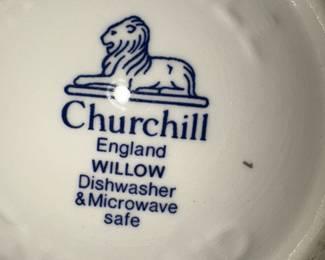 Churchill
England
WILLOW
Dishwasher
& Microwave
safe